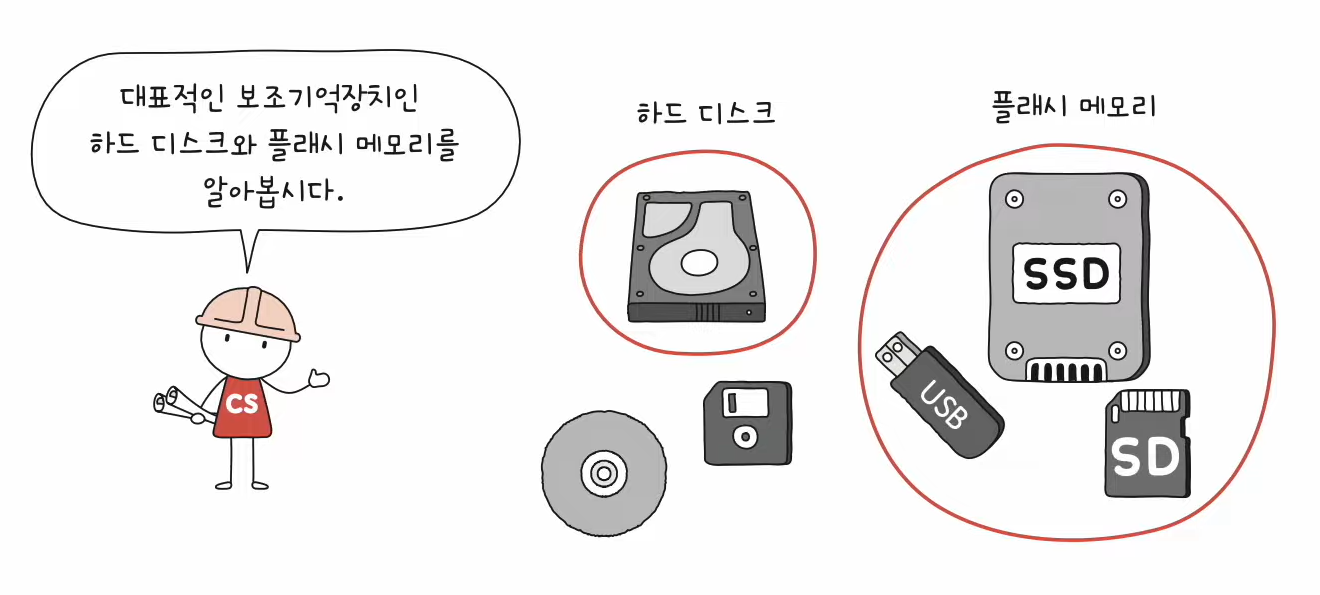 대표적인 보조기억장치인
하드 디스크와 플래시 메모리를
알아봅시다.
CS
하드 디스크
플래시 메모리
SSD
USB
SD